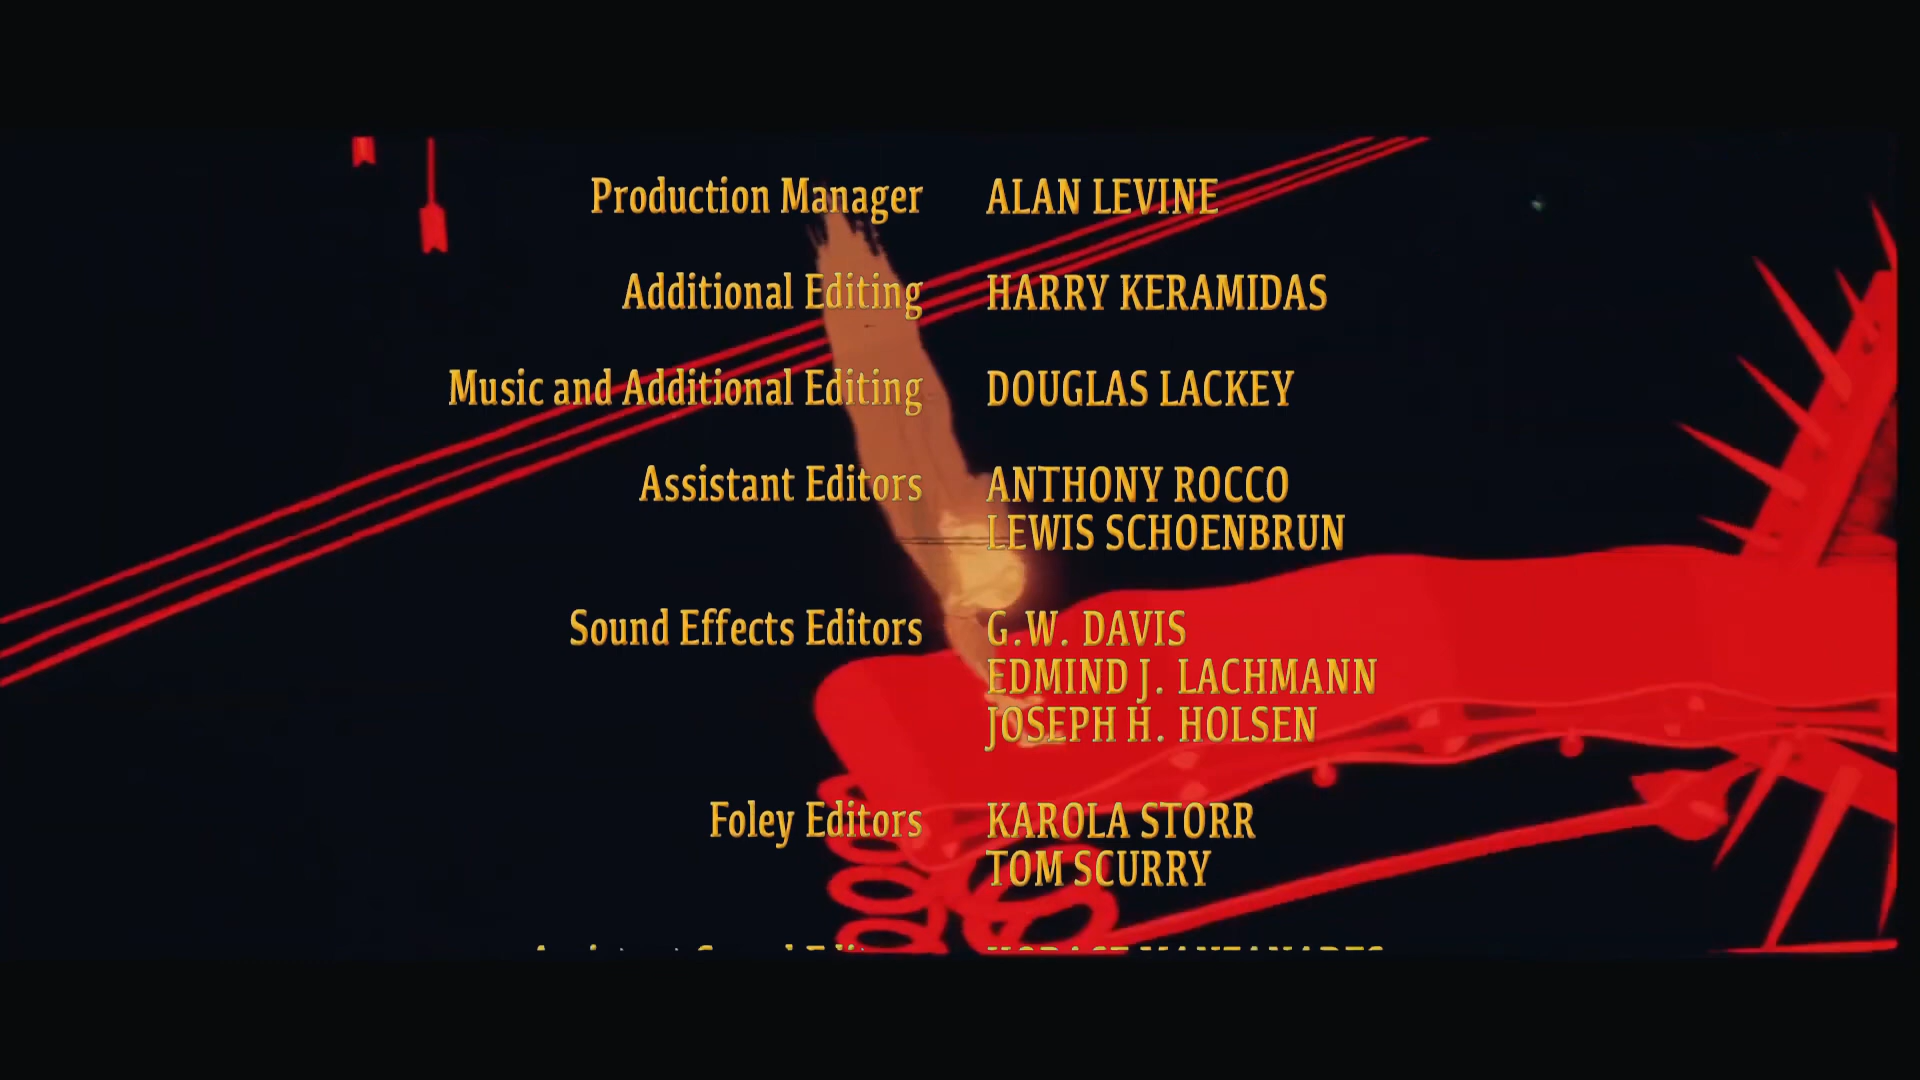 Production Manager ALAN LEVINE
Additional Editing HARRY KERAMIDAS
Music and Additional Editing DOUGLAS LACKEY
Assistant Editors ANTHONY ROCCO
LEWIS SCHOENBRUN
Sound Effects Editors G.W. DAVIS
EDMIND J. LACHMANN
JOSEPH H. HOLSEN
Foley Editors KAROLA STORR
TOM SCURRY